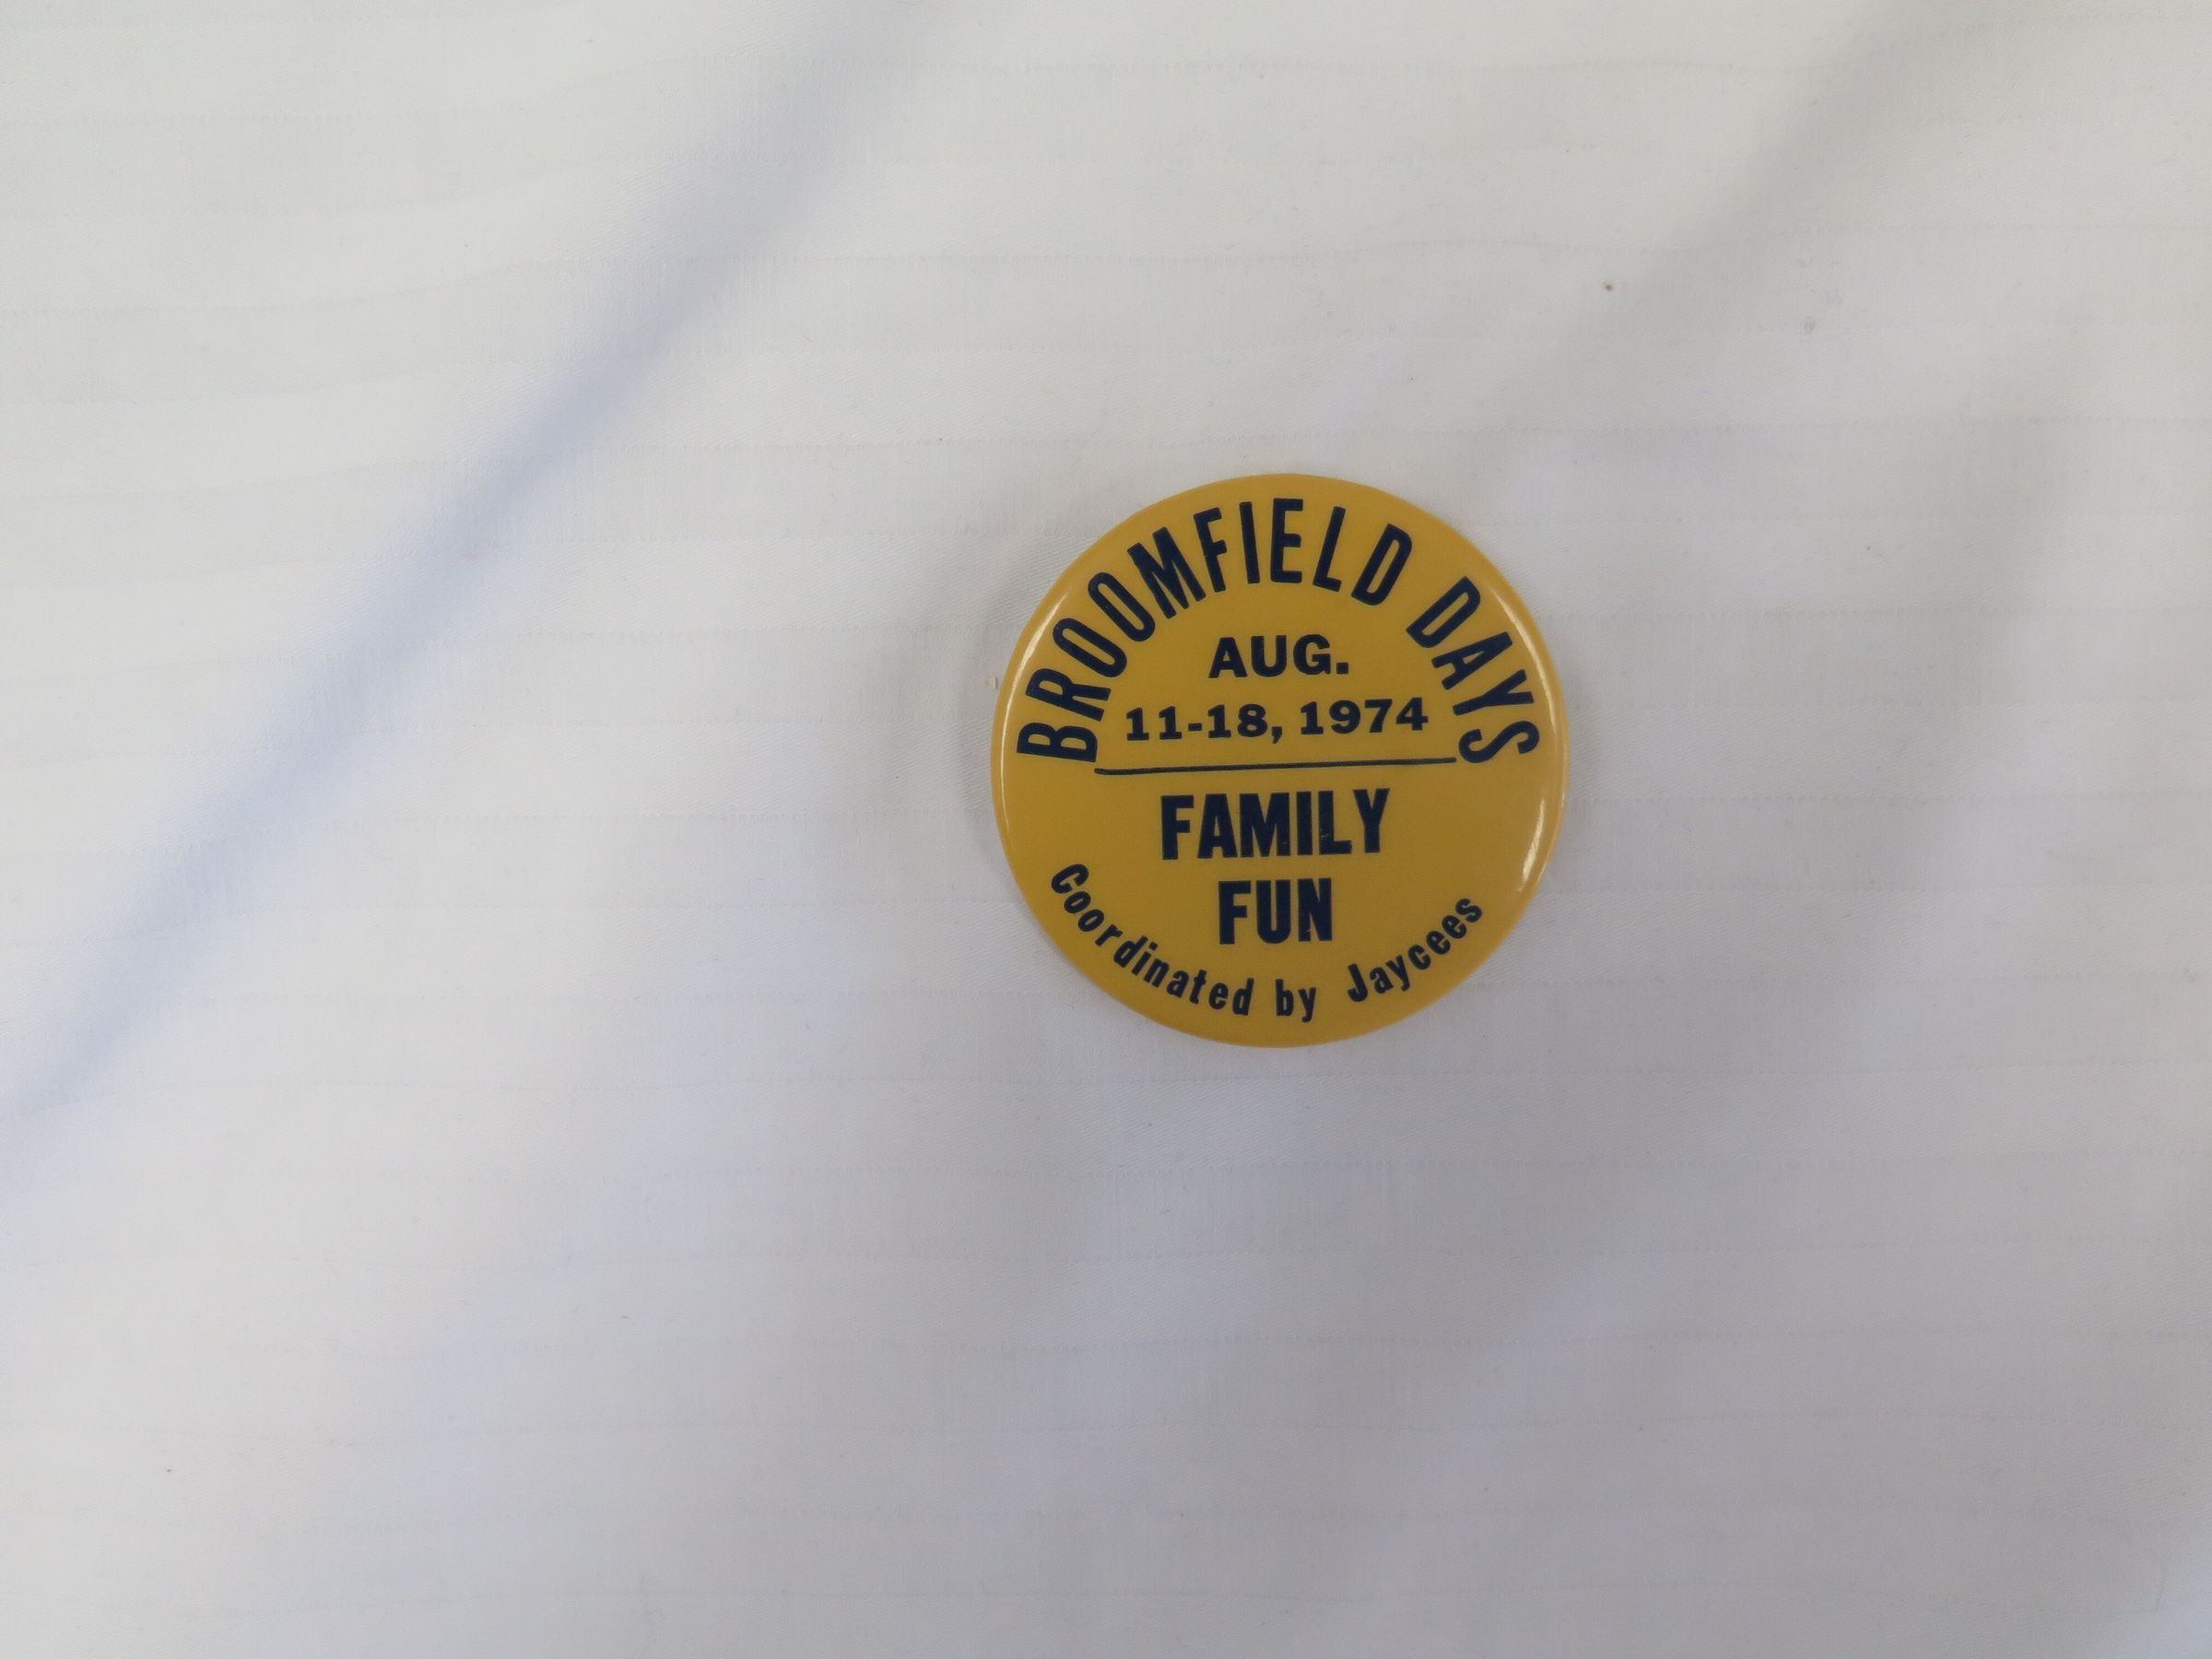 BROOMFIELD DAYS
AUG.
11-18, 1974
FAMILY
FUN
Coordinated by Jaycees